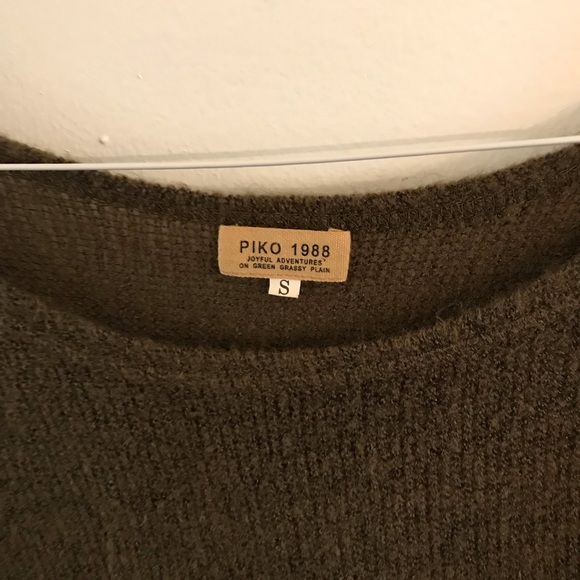 PIKO 1988
JOYFUL ADVENTURES
ON GREEN GRASSY PLAIN
S